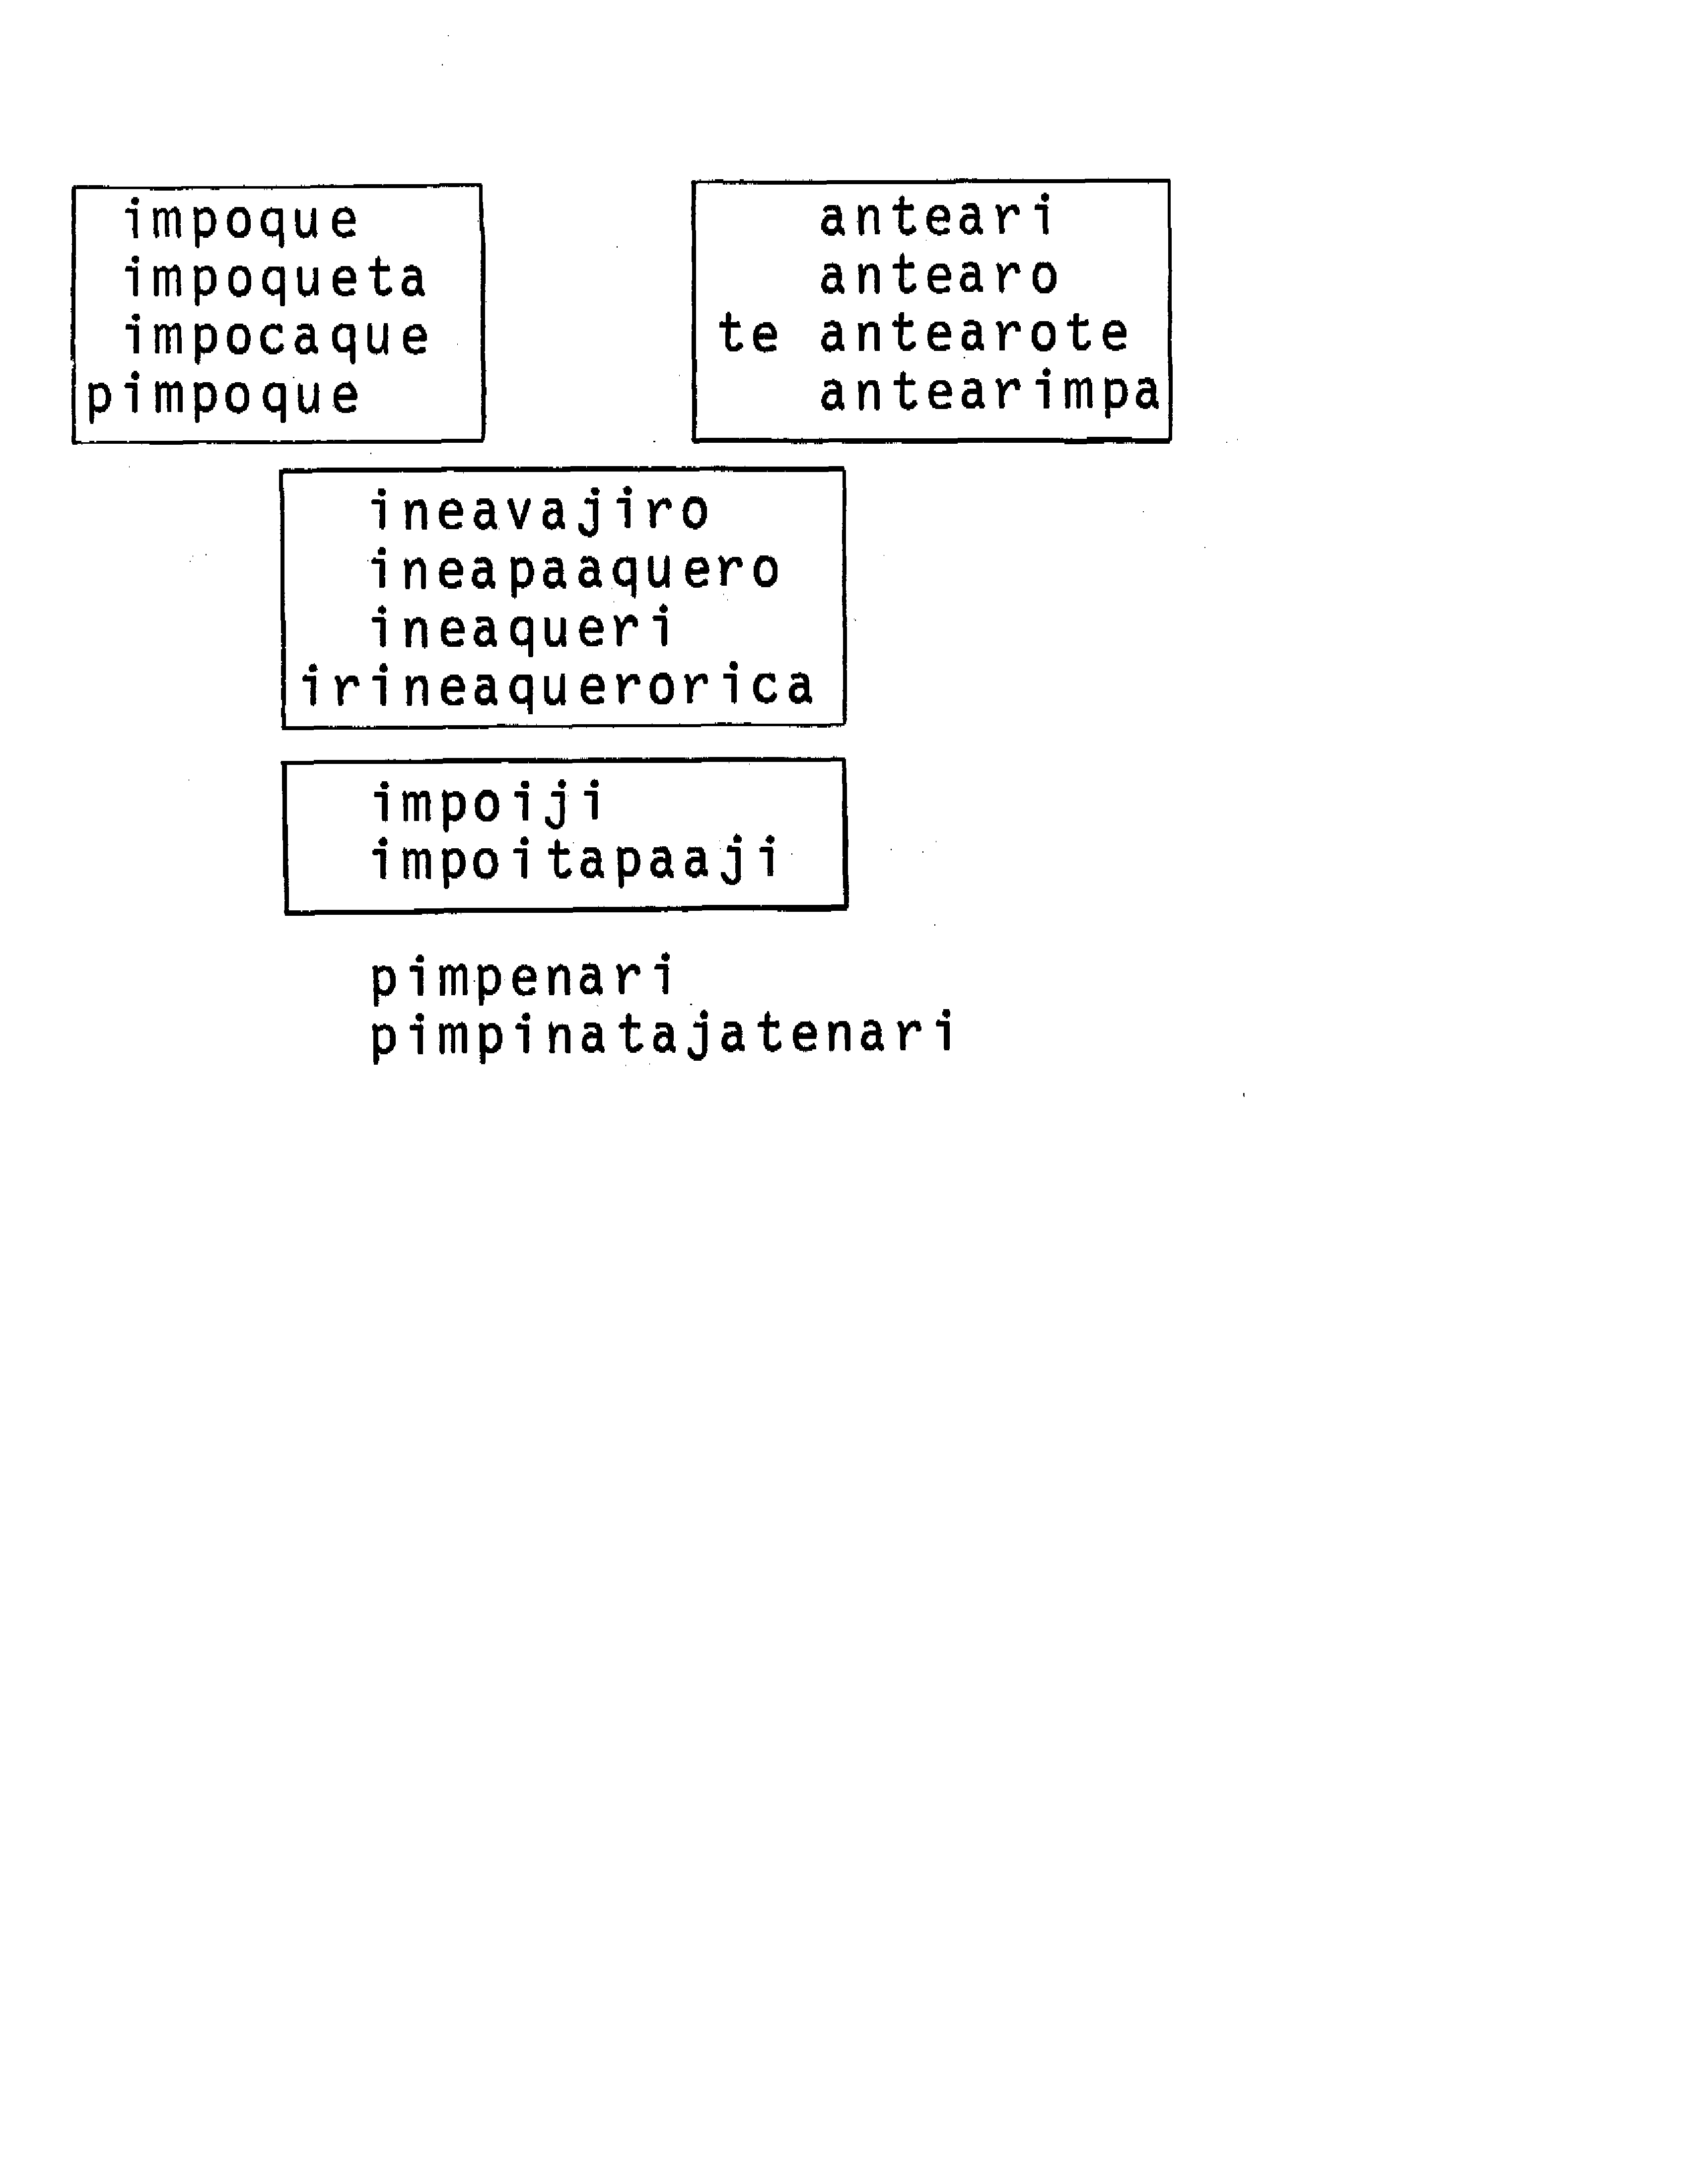 impoque
impoqueta
impocaque
pimpoque
anteari
antearo
te antearote
antearimpa
ineavajiro
ineapaaquero
ineaqueri
irineaquerorica
impoiji
impoitapaaji
pimpenari
pimpinatajatenari